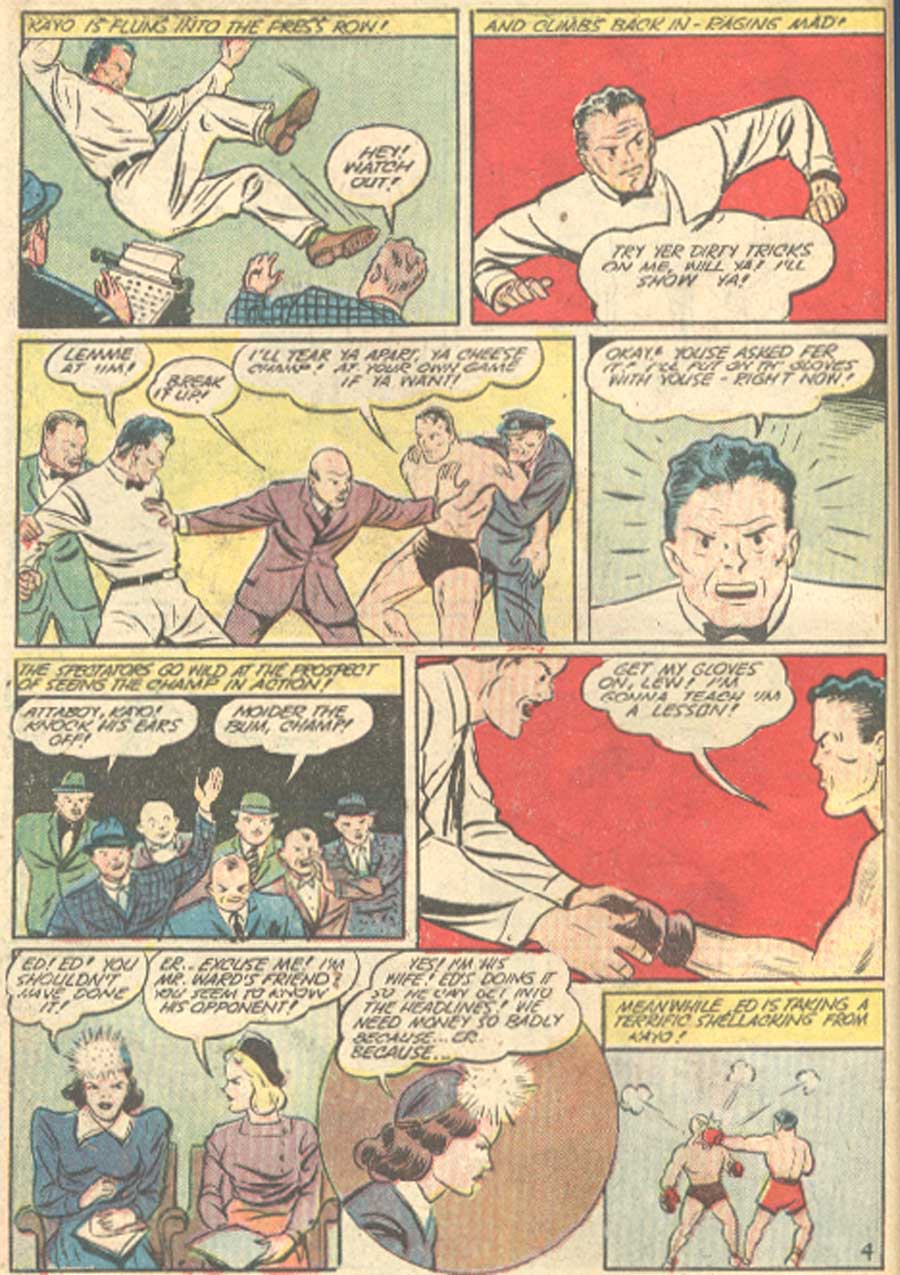 KAYO IS FLUNG INTO THE PRESS ROW!
HEY!
WATCH
OUT!
AND CLIMBS BACK IN - RAGING MAD!
TRY YER DIRTY TRICKS
ON ME, WILL YA? I'LL
SHOW YA!
LEMME
AT 'IM!
BREAK
IT UP!
I'LL TEAR YA APART, YA CHEESE
CHAMP! AT YOUR OWN GAME
IF YA WANT!
OKAY! YOUSE ASKED FER
IT! I'LL PUT ON TH' GLOVES
WITH YOUSE - RIGHT NOW!
THE SPECTATORS GO WILD AT THE PROSPECT
OF SEEING THE CHAMP IN ACTION!
ATTABOY, KAYO!
KNOCK HIS EARS
OFF!
MOIDER THE
BUM, CHAMP!
GET MY GLOVES
ON, LEW! I'M
GONNA TEACH 'IM
A LESSON!
ED! ED! YOU
SHOULDN'T
HAVE DONE
IT!
ER... EXCUSE ME! I'M
MR. WARD'S FRIEND!
YOU SEEM TO KNOW
HIS OPPONENT!
YES! I'M HIS
WIFE! ED'S DOING IT
SO HE CAN GET INTO
THE HEADLINES! WE
NEED MONEY SO BADLY
BECAUSE... ER..
BECAUSE...
MEANWHILE, ED IS TAKING A
TERRIFIC SHELLACKING FROM
KAYO!
4